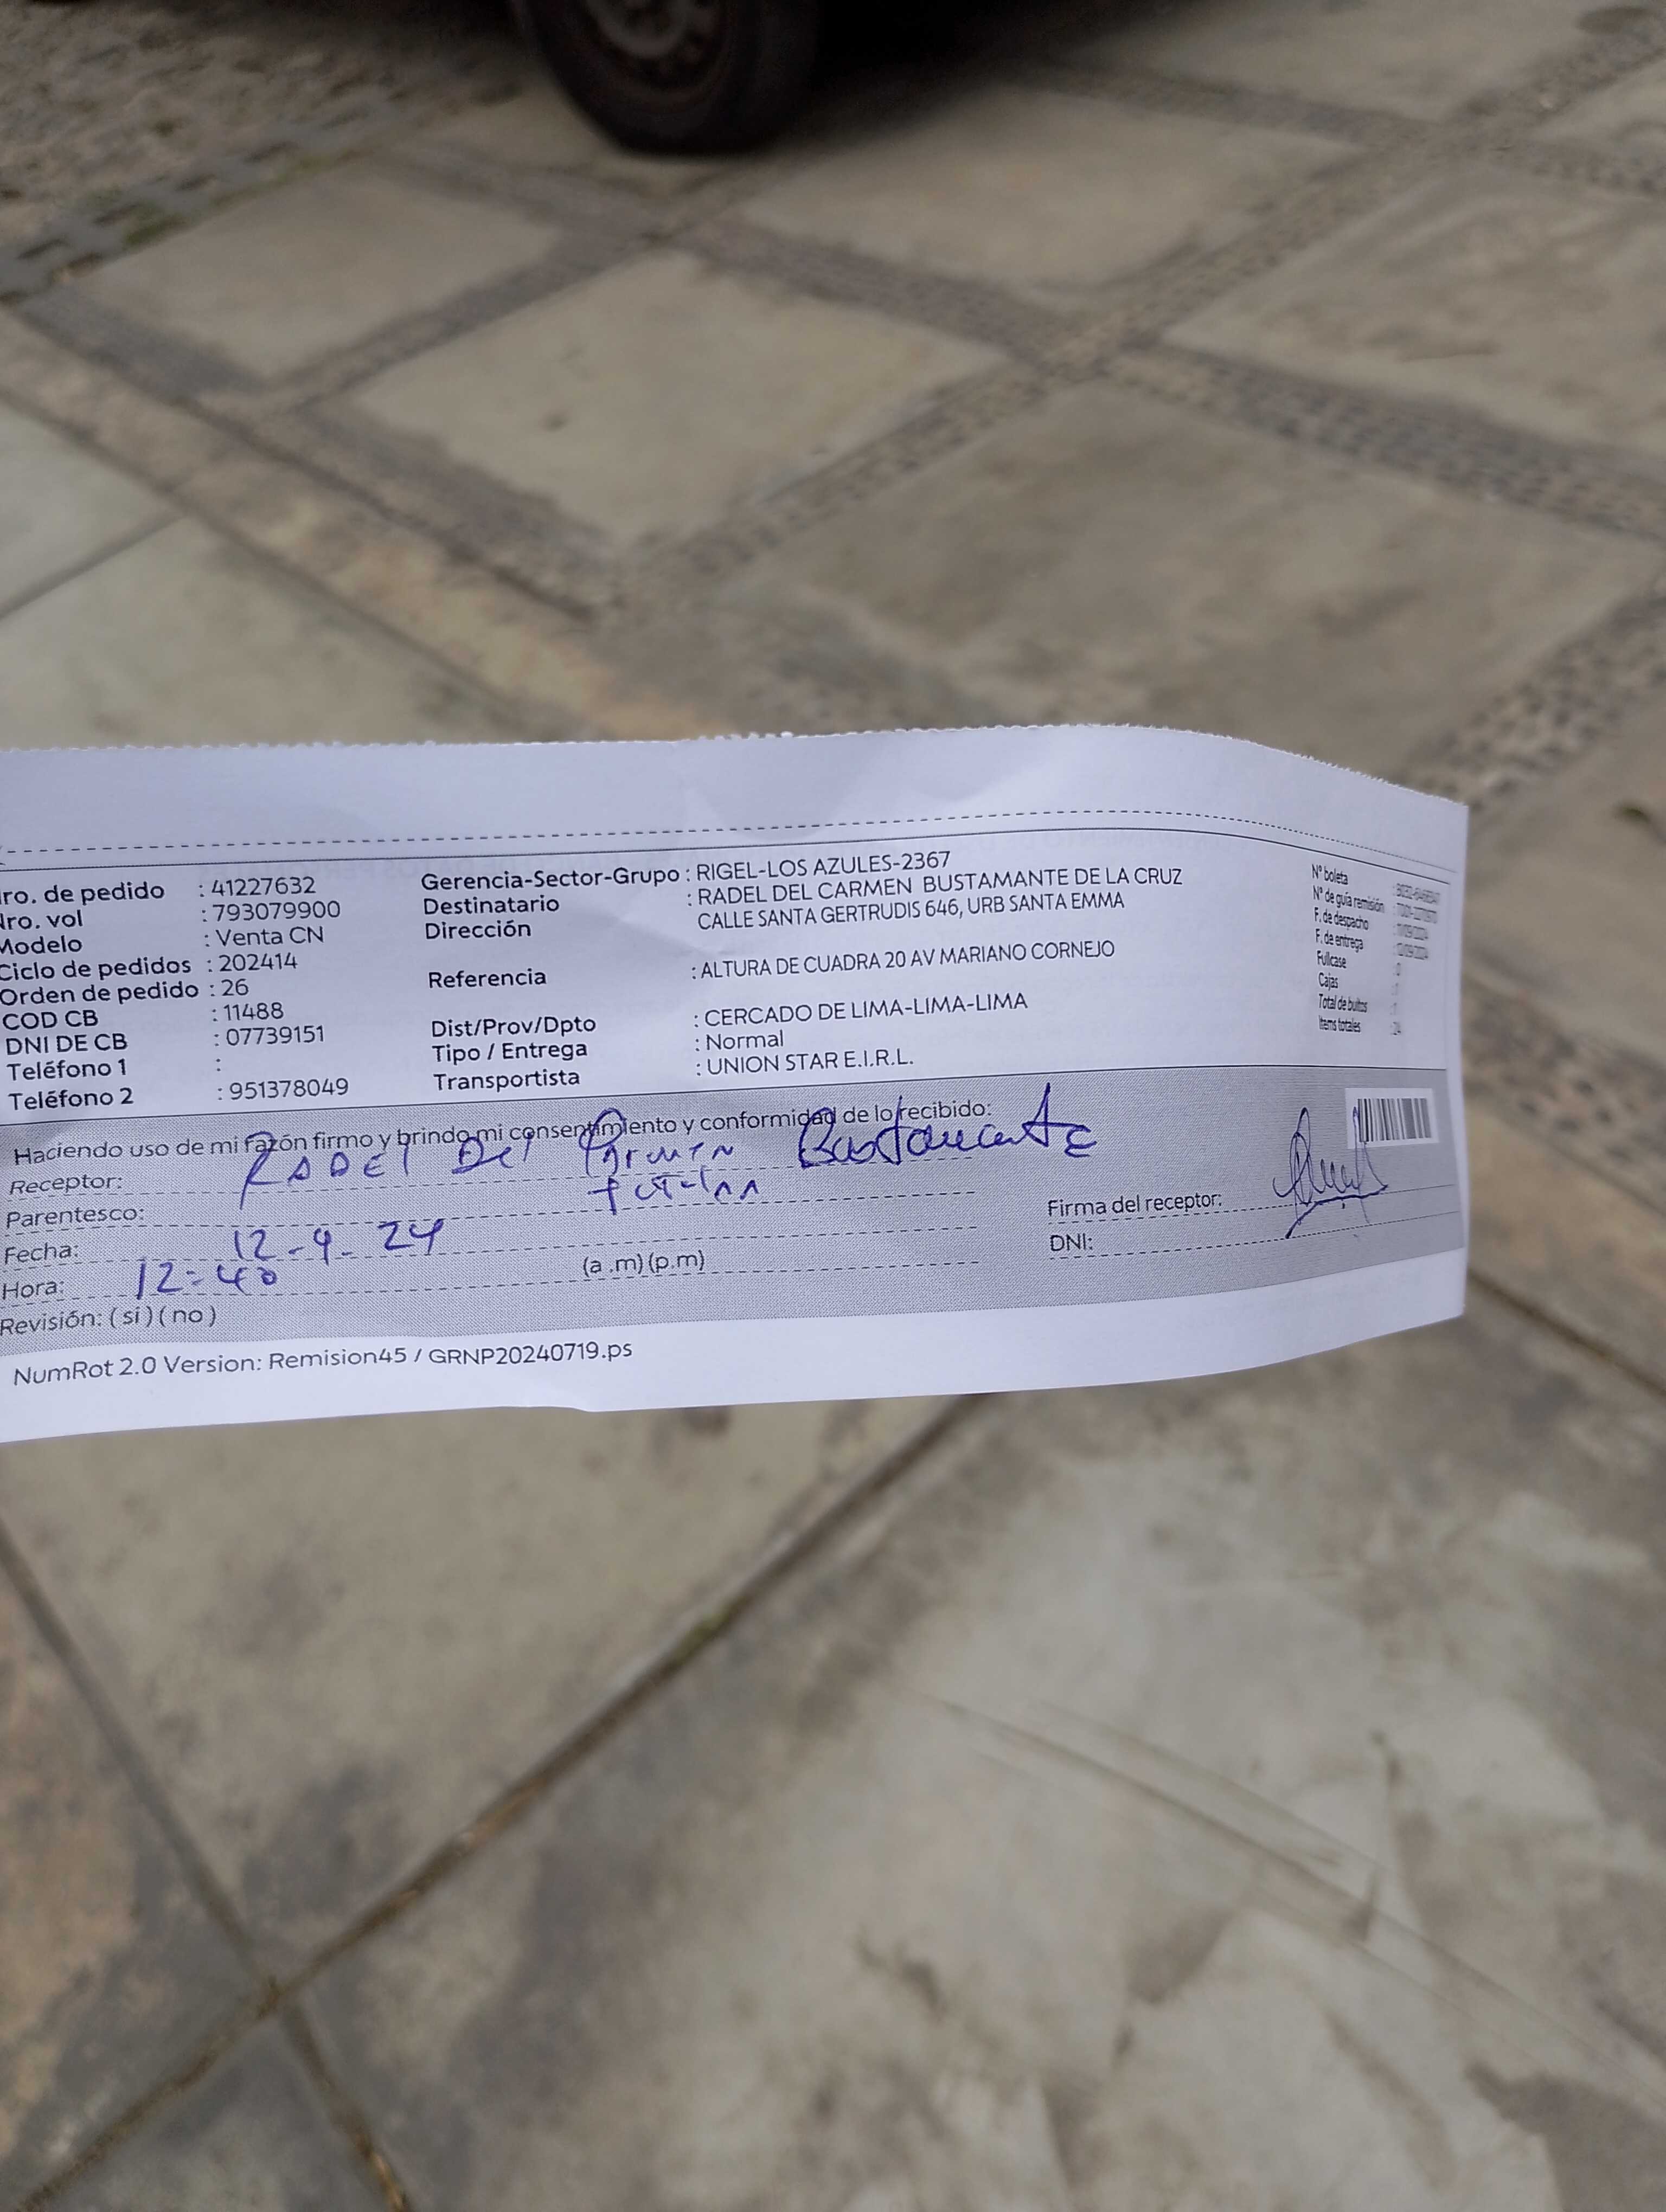 ro. de pedido : 41227632
Nro. vol : 793079900
Modelo : Venta CN
Ciclo de pedidos : 202414
Orden de pedido : 26
COD CB : 11488
DNI DE CB : 07739151
Teléfono 1 :
Teléfono 2 : 951378049
Gerencia-Sector-Grupo : RIGEL-LOS AZULES-2367
Destinatario : RADEL DEL CARMEN BUSTAMANTE DE LA CRUZ
Dirección CALLE SANTA GERTRUDIS 646, URB SANTA EMMA
Referencia : ALTURA DE CUADRA 20 AV MARIANO CORNEJO
Dist/Prov/Dpto : CERCADO DE LIMA-LIMA-LIMA
Tipo / Entrega : Normal
Transportista : UNION STAR E.I.R.L.
N° boleta
N° de guía remisión
F. de despacho
F. de entrega
Fullcase
Cajas
Total de bultos
Items totales : 24
Haciendo uso de mi razón firmo y brindo mi consentimiento y conformidad de lo recibido:
Receptor: RADEL Del Carmen Bustamante
Parentesco:
Fecha: 12-9-24
Hora: 12:40 (a .m) (p.m)
Revisión: ( si ) ( no )
Firma del receptor:
DNI:
NumRot 2.0 Version: Remision45 / GRNP20240719.ps